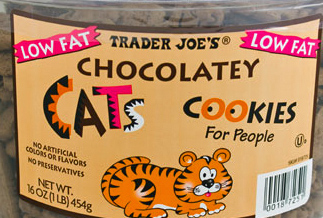 LOW FAT
TRADER JOE'S®
LOW FAT
CHOCOLATEY
CATS COOKIES
For People
NO ARTIFICIAL
COLORS OR FLAVORS
NO PRESERVATIVES
NET WT.
16 OZ (1 LB) 454g